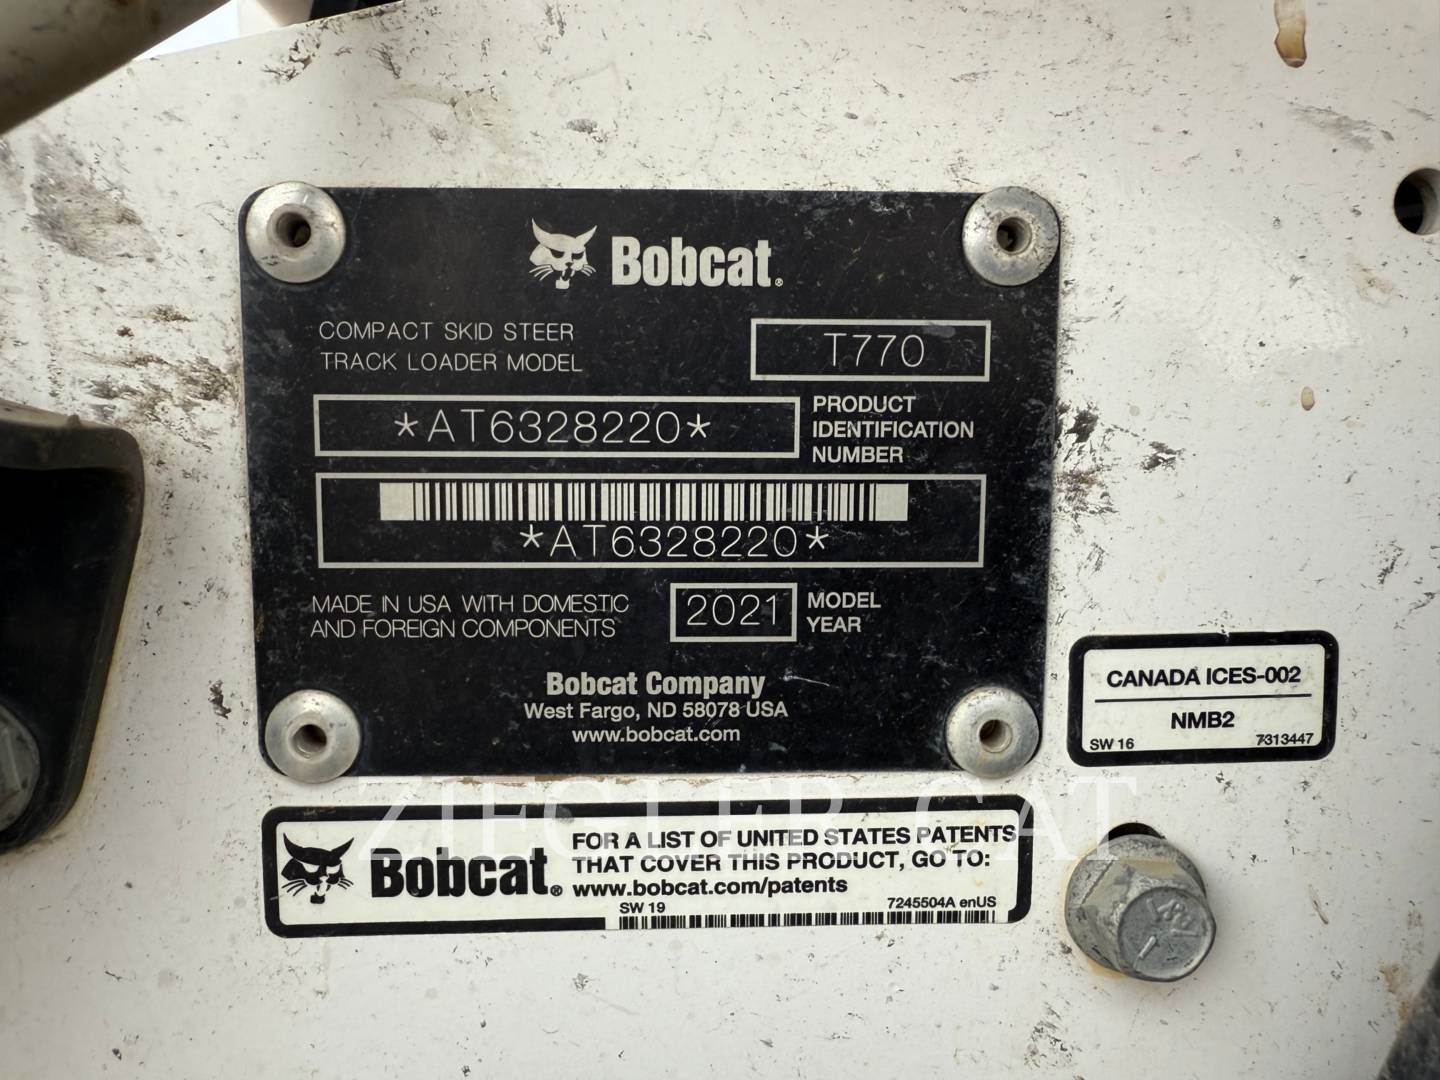 Bobcat®
COMPACT SKID STEER
TRACK LOADER MODEL
T770
*AT6328220*
PRODUCT
IDENTIFICATION
NUMBER
*AT6328220*
MADE IN USA WITH DOMESTIC
AND FOREIGN COMPONENTS
2021
MODEL
YEAR
Bobcat Company
West Fargo, ND 58078 USA
www.bobcat.com
CANADA ICES-002
NMB2
SW 16 7313447
ZIEGLER CAT
Bobcat®
FOR A LIST OF UNITED STATES PATENTS
THAT COVER THIS PRODUCT, GO TO:
www.bobcat.com/patents
SW 19 7245504A enUS